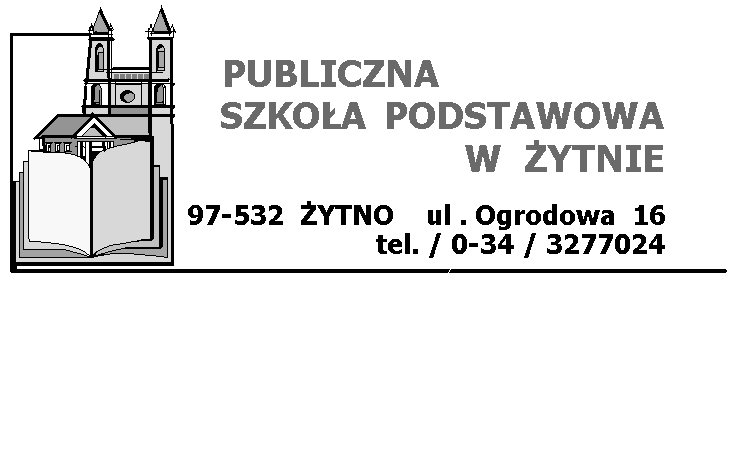 PUBLICZNA
SZKOŁA PODSTAWOWA
W ŻYTNIE
97-532 ŻYTNO ul . Ogrodowa 16
tel. / 0-34 / 3277024